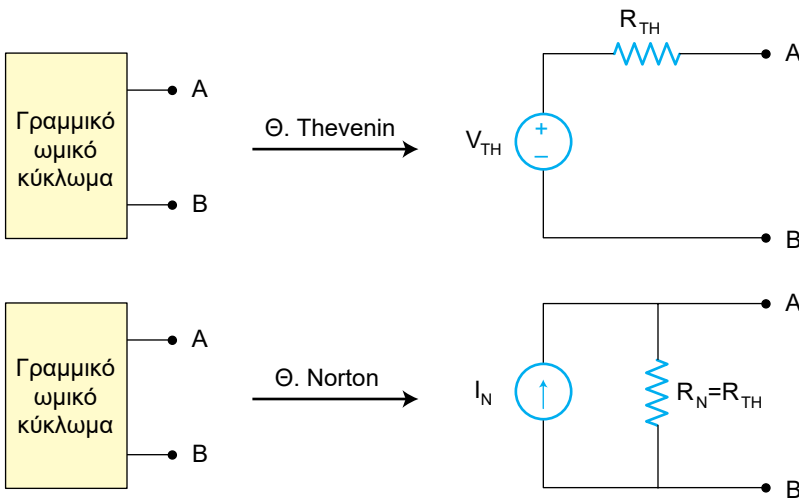 Γραμμικό
ωμικό
κύκλωμα
A
B
Θ. Thevenin
R_TH
V_TH
+
−
A
B
Γραμμικό
ωμικό
κύκλωμα
A
B
Θ. Norton
I_N
R_N=R_TH
A
B